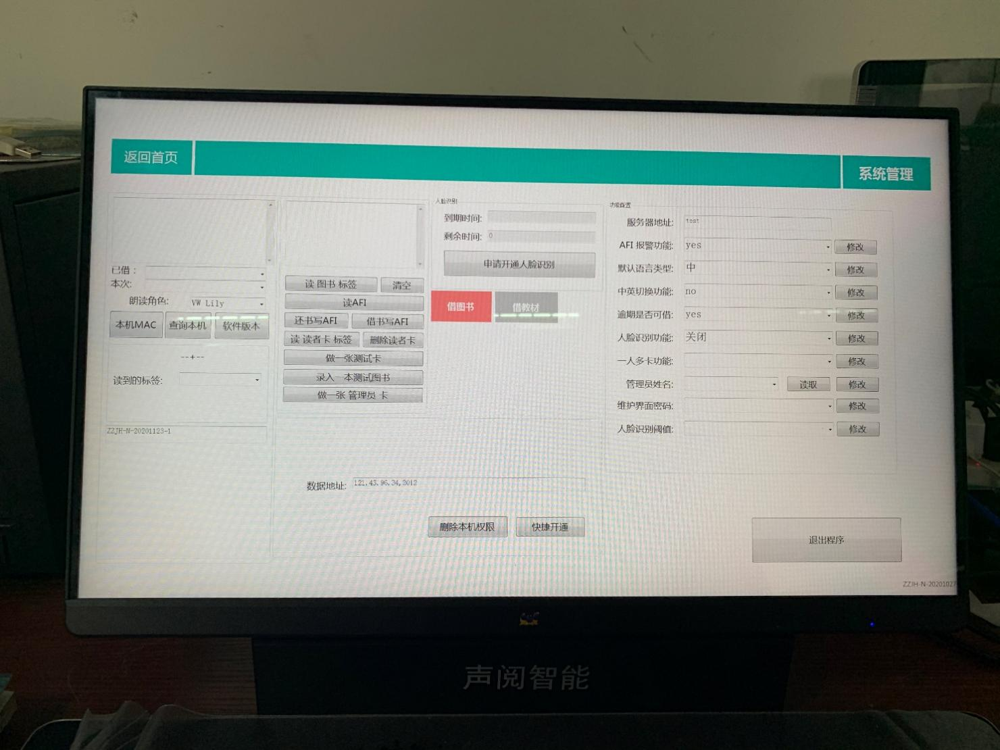 返回首页
系统管理
已借：
本次:
朗读角色: VW Lily
本机MAC 查询本机 软件版本
--+--
读到的标签:
ZZJH-N-20201123-1
读 图书 标签 清空
读AFI
还书写AFI 借书写AFI
读 读者卡 标签 删除读者卡
做一张测试卡
录入一本测试图书
做一张 管理员 卡
人脸识别
到期时间:
剩余时间: 0
申请开通人脸识别
借图书 借教材
功能配置
服务器地址: test
AFI 报警功能: yes 修改
默认语言类型: 中 修改
中英切换功能: no 修改
逾期是否可借: yes 修改
人脸识别功能: 关闭 修改
一人多卡功能: 修改
管理员姓名: 读取 修改
维护界面密码: 修改
人脸识别阈值: 修改
数据地址: 121.43.96.34,2012
删除本机权限 快捷开通
退出程序
ZZJH-N-20201027
声阅智能